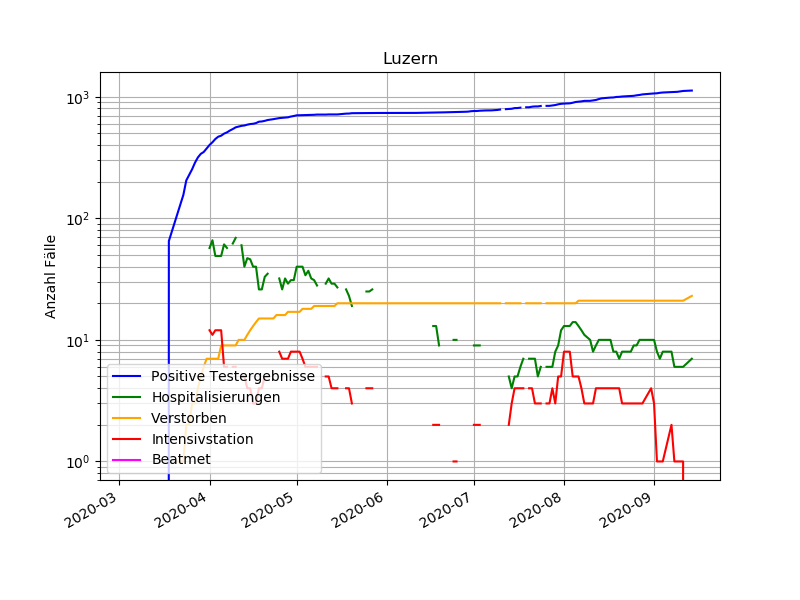 Luzern
Anzahl Fälle
10³
10²
10¹
10⁰
Positive Testergebnisse
Hospitalisierungen
Verstorben
Intensivstation
Beatmet
2020-03
2020-04
2020-05
2020-06
2020-07
2020-08
2020-09